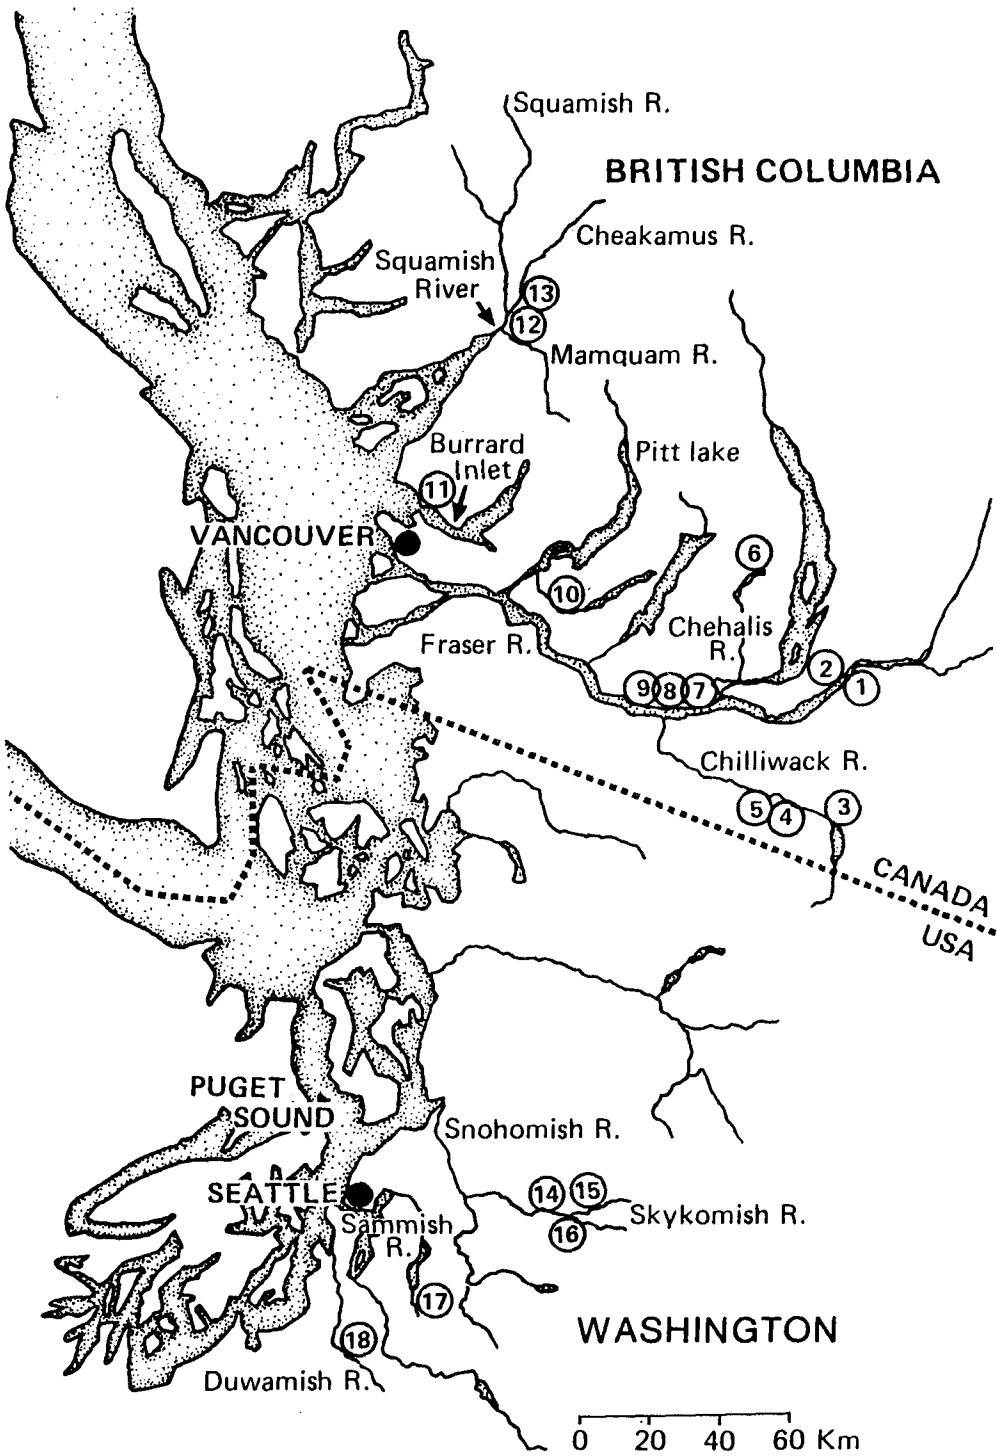 Squamish R.
BRITISH COLUMBIA
Cheakamus R.
Squamish
River
13
12
Mamquam R.
Burrard
Inlet
Pitt lake
11
VANCOUVER
6
10
Chehalis
R.
Fraser R.
2
1
9
8
7
Chilliwack R.
5
4
3
CANADA
USA
PUGET
SOUND
Snohomish R.
SEATTLE
14
15
Sammish
R.
Skykomish R.
16
17
WASHINGTON
18
Duwamish R.
0 20 40 60 Km